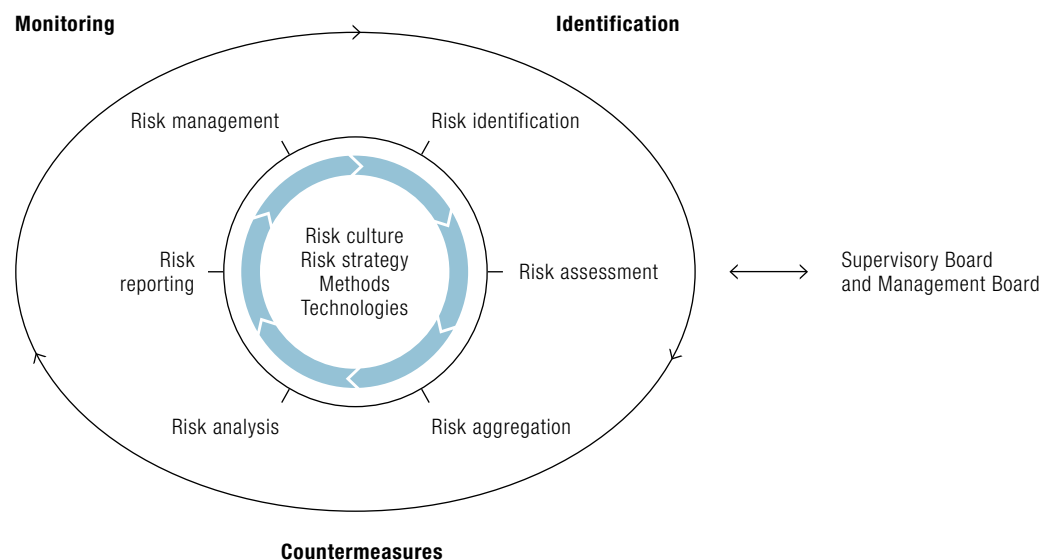 Monitoring
Identification
Risk management
Risk identification
Risk culture
Risk strategy
Methods
Technologies
Risk
reporting
Risk assessment
Supervisory Board
and Management Board
Risk analysis
Risk aggregation
Countermeasures